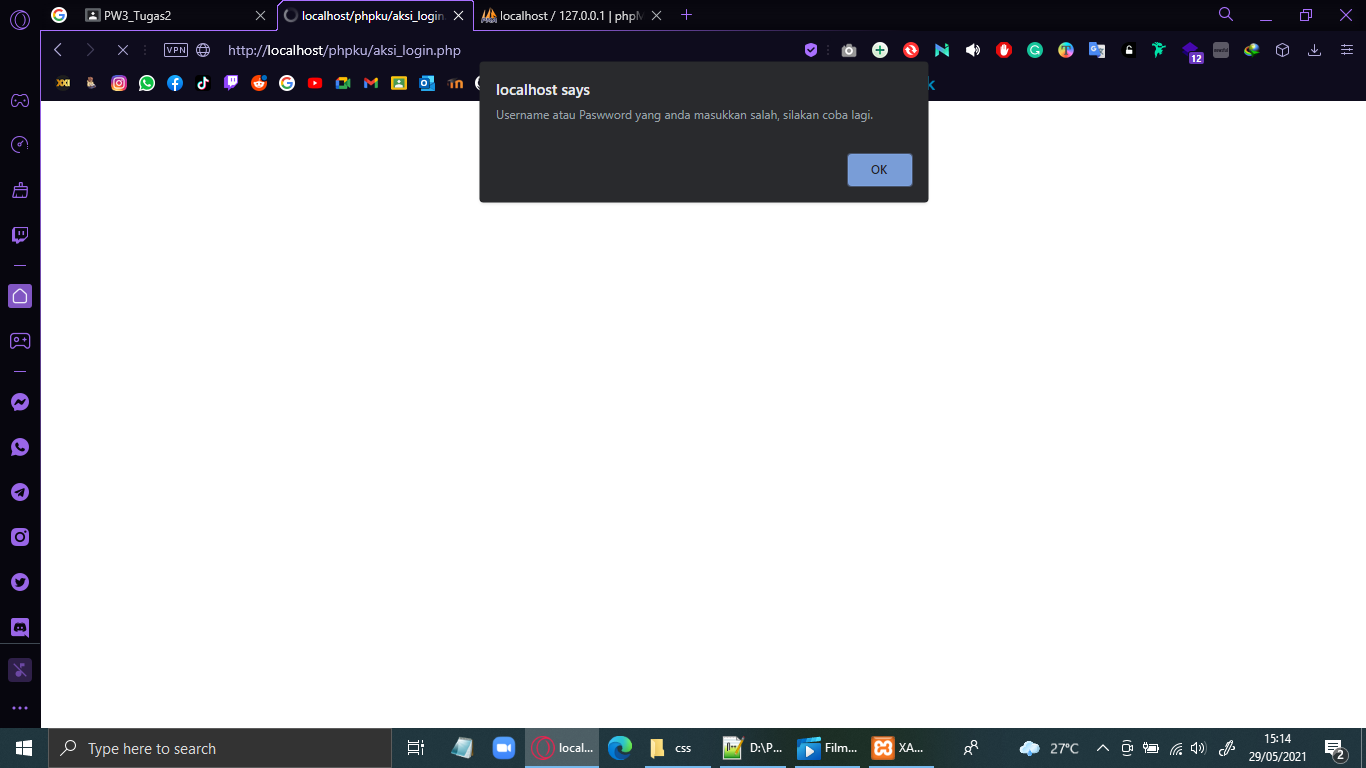 PW3_Tugas2
localhost/phpku/aksi_login.
localhost / 127.0.0.1 | phpM
VPN
http://localhost/phpku/aksi_login.php
12
localhost says
Username atau Paswword yang anda masukkan salah, silakan coba lagi.
OK
Type here to search
local...
css
D:\P...
Film...
XA...
27°C
15:14
29/05/2021
2